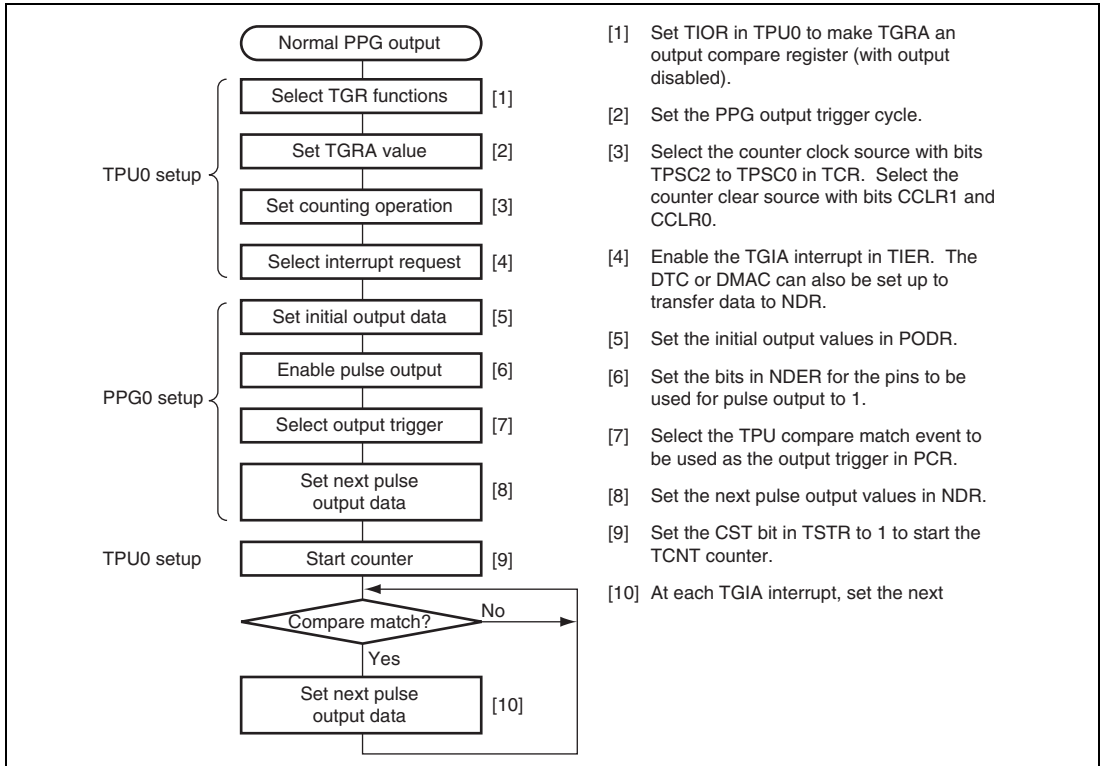 Normal PPG output
Select TGR functions [1]
Set TGRA value [2]
TPU0 setup
Set counting operation [3]
Select interrupt request [4]
Set initial output data [5]
Enable pulse output [6]
PPG0 setup
Select output trigger [7]
Set next pulse
output data
[8]
TPU0 setup
Start counter [9]
Compare match?
No
Yes
Set next pulse
output data
[10]
[1] Set TIOR in TPU0 to make TGRA an
output compare register (with output
disabled).
[2] Set the PPG output trigger cycle.
[3] Select the counter clock source with bits
TPSC2 to TPSC0 in TCR. Select the
counter clear source with bits CCLR1 and
CCLR0.
[4] Enable the TGIA interrupt in TIER. The
DTC or DMAC can also be set up to
transfer data to NDR.
[5] Set the initial output values in PODR.
[6] Set the bits in NDER for the pins to be
used for pulse output to 1.
[7] Select the TPU compare match event to
be used as the output trigger in PCR.
[8] Set the next pulse output values in NDR.
[9] Set the CST bit in TSTR to 1 to start the
TCNT counter.
[10] At each TGIA interrupt, set the next